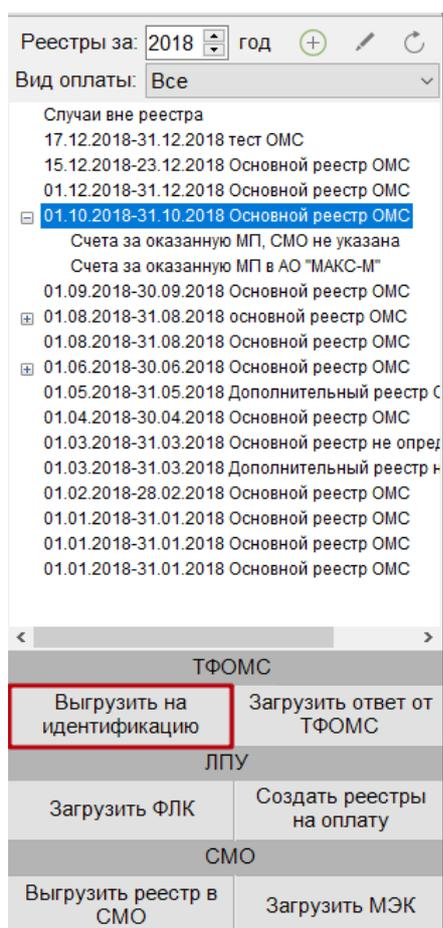 Реестры за: 2018 год
Вид оплаты: Все
Случаи вне реестра
17.12.2018-31.12.2018 тест ОМС
15.12.2018-23.12.2018 Основной реестр ОМС
01.12.2018-31.12.2018 Основной реестр ОМС
01.10.2018-31.10.2018 Основной реестр ОМС
Счета за оказанную МП, СМО не указана
Счета за оказанную МП в АО "МАКС-М"
01.09.2018-30.09.2018 Основной реестр ОМС
01.08.2018-31.08.2018 основной реестр ОМС
01.08.2018-31.08.2018 Основной реестр ОМС
01.06.2018-30.06.2018 Основной реестр ОМС
01.05.2018-31.05.2018 Дополнительный реестр
01.04.2018-30.04.2018 Основной реестр ОМС
01.03.2018-31.03.2018 Основной реестр не опред
01.03.2018-31.03.2018 Дополнительный реестр н
01.02.2018-28.02.2018 Основной реестр ОМС
01.01.2018-31.01.2018 Основной реестр ОМС
01.01.2018-31.01.2018 Основной реестр ОМС
01.01.2018-31.01.2018 Основной реестр ОМС
ТФОМС
Выгрузить на
идентификацию
Загрузить ответ от
ТФОМС
ЛПУ
Загрузить ФЛК
Создать реестры
на оплату
СМО
Выгрузить реестр в
СМО
Загрузить МЭК